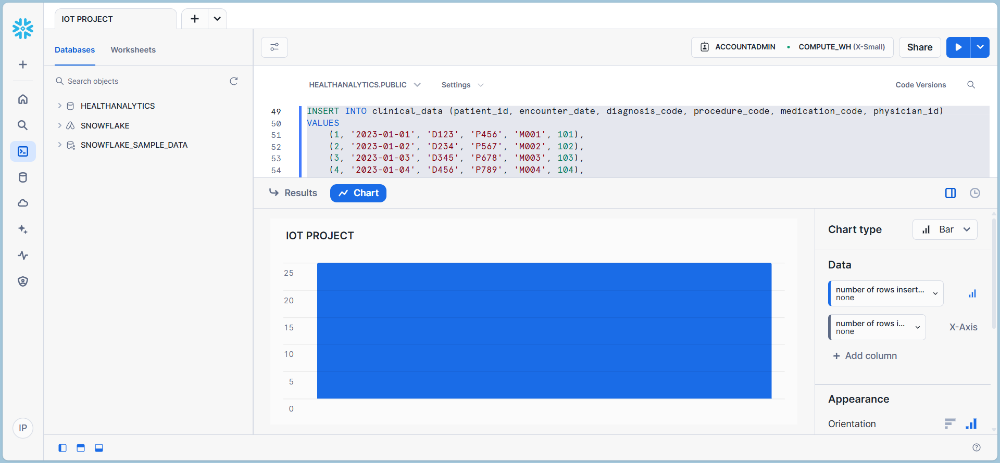 IOT PROJECT
Databases
Worksheets
Search objects
HEALTHANALYTICS
SNOWFLAKE
SNOWFLAKE_SAMPLE_DATA
IP
ACCOUNTADMIN
COMPUTE_WH (X-Small)
Share
HEALTHANALYTICS.PUBLIC
Settings
Code Versions
49 INSERT INTO clinical_data (patient_id, encounter_date, diagnosis_code, procedure_code, medication_code, physician_id)
50 VALUES
51 (1, '2023-01-01', 'D123', 'P456', 'M001', 101),
52 (2, '2023-01-02', 'D234', 'P567', 'M002', 102),
53 (3, '2023-01-03', 'D345', 'P678', 'M003', 103),
54 (4, '2023-01-04', 'D456', 'P789', 'M004', 104),
Results
Chart
IOT PROJECT
25
20
15
10
5
0
Chart type
Bar
Data
number of rows insert...
none
number of rows i...
none
X-Axis
Add column
Appearance
Orientation